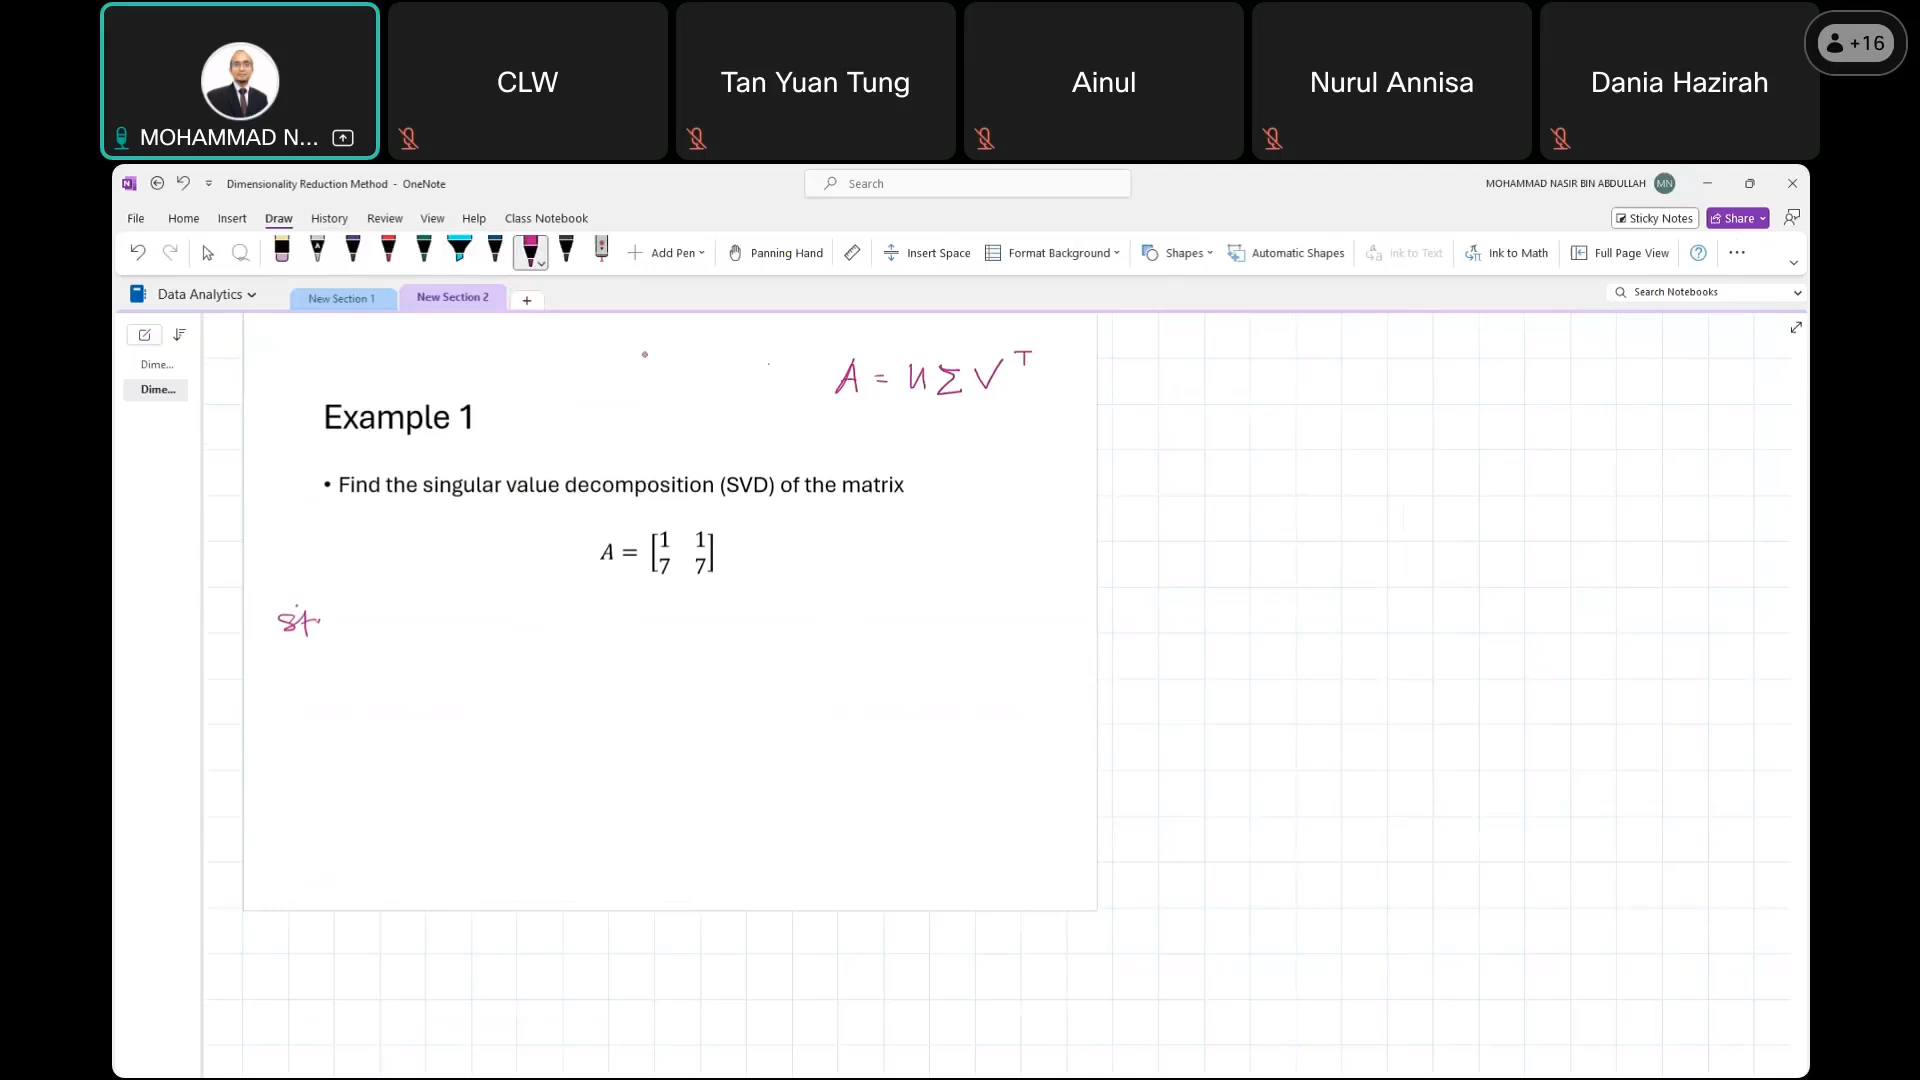 CLW
Tan Yuan Tung
Ainul
Nurul Annisa
Dania Hazirah
+16
MOHAMMAD N...
Dimensionality Reduction Method - OneNote
Search
MOHAMMAD NASIR BIN ABDULLAH
MN
File Home Insert Draw History Review View Help Class Notebook
Sticky Notes
Share
Add Pen
Panning Hand
Insert Space
Format Background
Shapes
Automatic Shapes
Ink to Text
Ink to Math
Full Page View
Data Analytics
New Section 1
New Section 2
Search Notebooks
Dime...
Dime...
A = U Σ V^T
Example 1
• Find the singular value decomposition (SVD) of the matrix
A = [1 1
7 7]
st